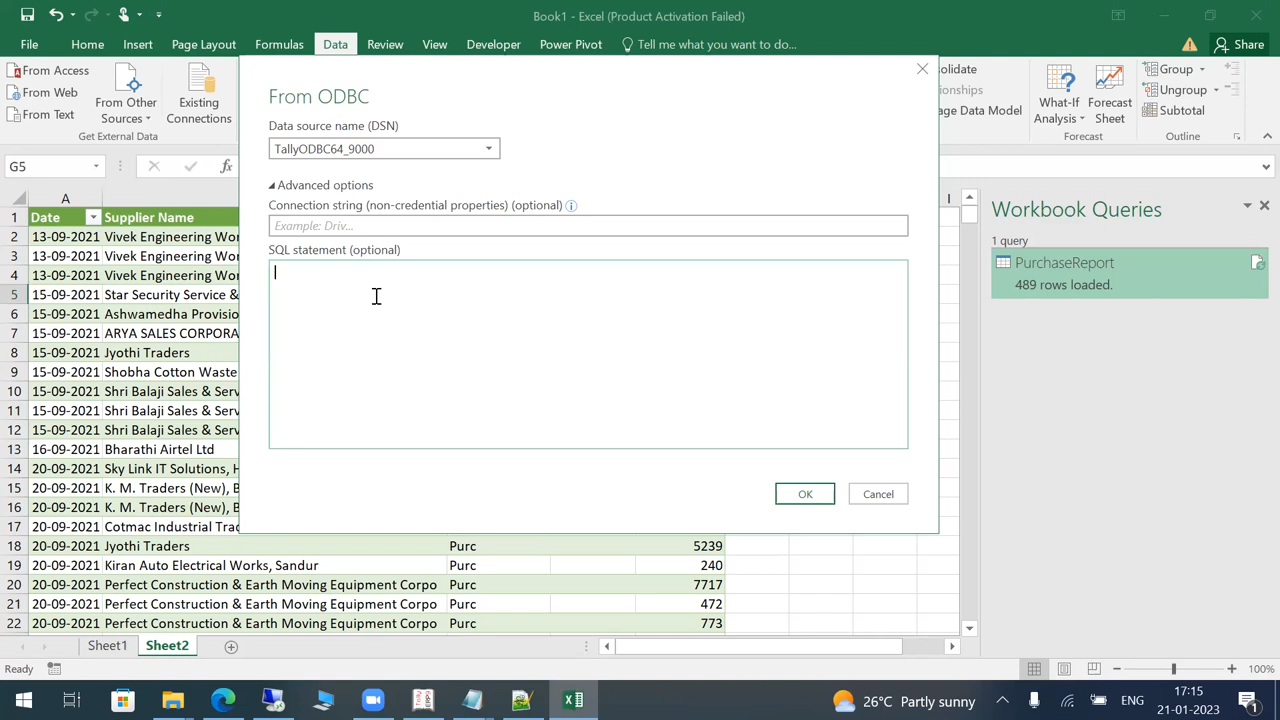 Book1 - Excel (Product Activation Failed)
File Home Insert Page Layout Formulas Data Review View Developer Power Pivot Tell me what you want to do... Share
From Access
From Web
From Text
From Other Sources
Existing Connections
Get External Data
olidate
ionships
age Data Model
What-If Analysis
Forecast Sheet
Forecast
Group
Ungroup
Subtotal
Outline
G5
fx
From ODBC
Data source name (DSN)
TallyODBC64_9000
Advanced options
Connection string (non-credential properties) (optional)
Example: Driv...
SQL statement (optional)
OK Cancel
A I
1 Date Supplier Name
2 13-09-2021 Vivek Engineering Wor
3 13-09-2021 Vivek Engineering Wor
4 13-09-2021 Vivek Engineering Wor
5 15-09-2021 Star Security Service &
6 15-09-2021 Ashwamedha Provisio
7 15-09-2021 ARYA SALES CORPORA
8 15-09-2021 Jyothi Traders
9 15-09-2021 Shobha Cotton Waste
10 15-09-2021 Shri Balaji Sales & Serv
11 15-09-2021 Shri Balaji Sales & Serv
12 15-09-2021 Shri Balaji Sales & Serv
13 16-09-2021 Bharathi Airtel Ltd
14 20-09-2021 Sky Link IT Solutions, H
15 20-09-2021 K. M. Traders (New), B
16 20-09-2021 K. M. Traders (New), B
17 20-09-2021 Cotmac Industrial Trad
18 20-09-2021 Jyothi Traders Purc 5239
19 20-09-2021 Kiran Auto Electrical Works, Sandur Purc 240
20 20-09-2021 Perfect Construction & Earth Moving Equipment Corpo Purc 7717
21 20-09-2021 Perfect Construction & Earth Moving Equipment Corpo Purc 472
22 20-09-2021 Perfect Construction & Earth Moving Equipment Corpo Purc 773
Workbook Queries
1 query
PurchaseReport
489 rows loaded.
Sheet1 Sheet2
Ready 100%
26°C Partly sunny ENG 17:15
21-01-2023
1